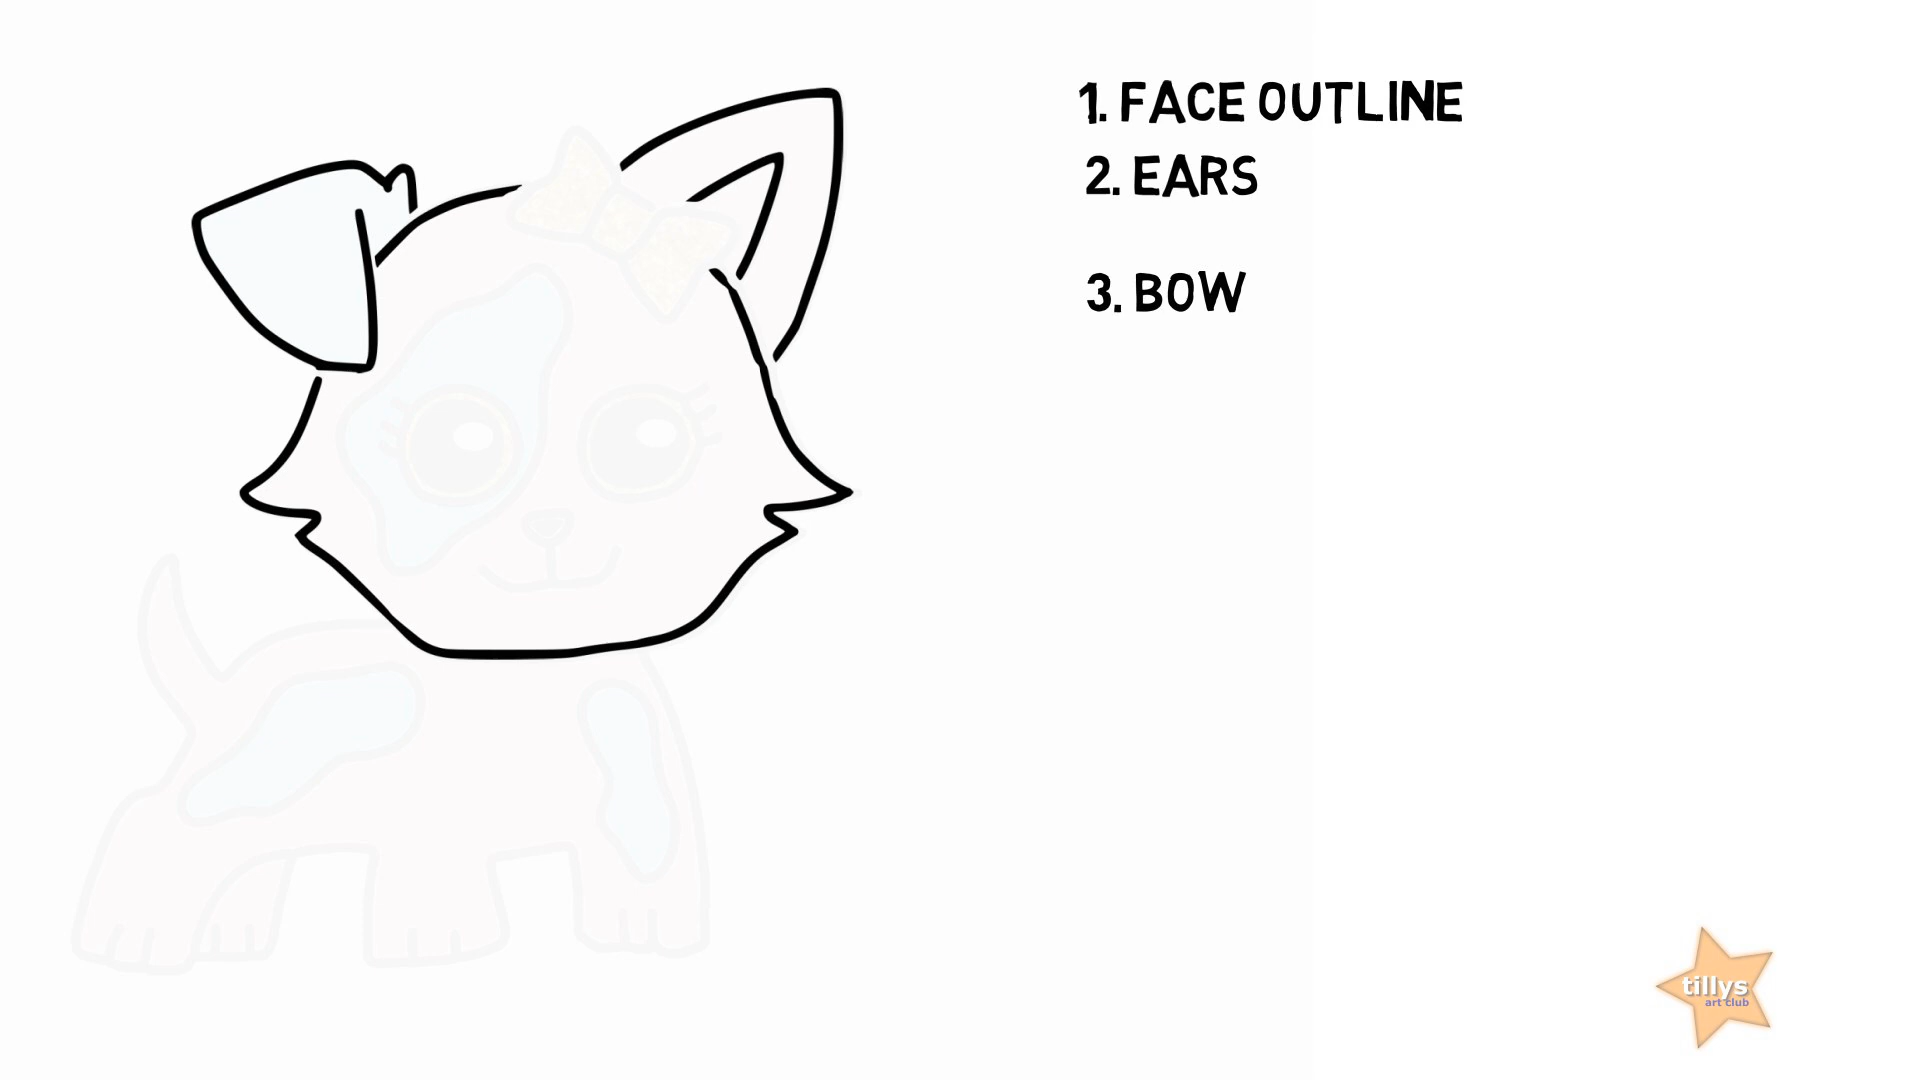 1. FACE OUTLINE
2. EARS
3. BOW
tillys
art club